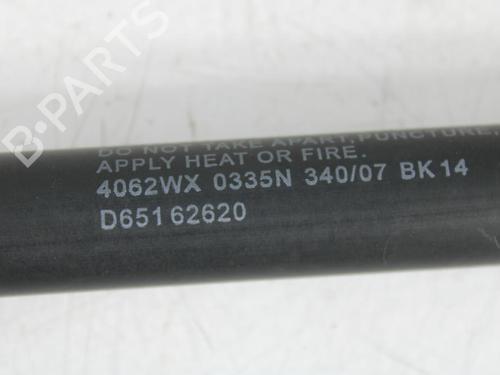 DO NOT TAKE APART, PUNCTURE,
APPLY HEAT OR FIRE.
4062WX 0335N 340/07 BK14
D65162620
B-PARTS